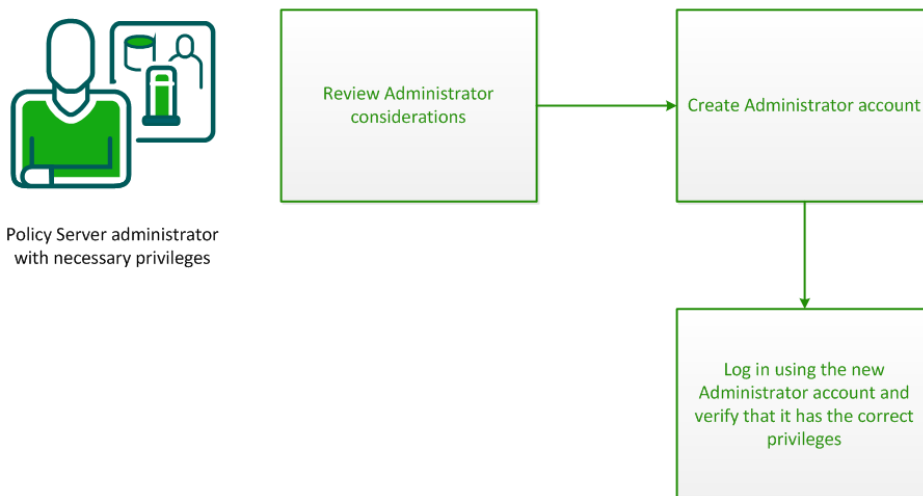 Policy Server administrator
with necessary privileges
Review Administrator
considerations
Create Administrator account
Log in using the new
Administrator account and
verify that it has the correct
privileges